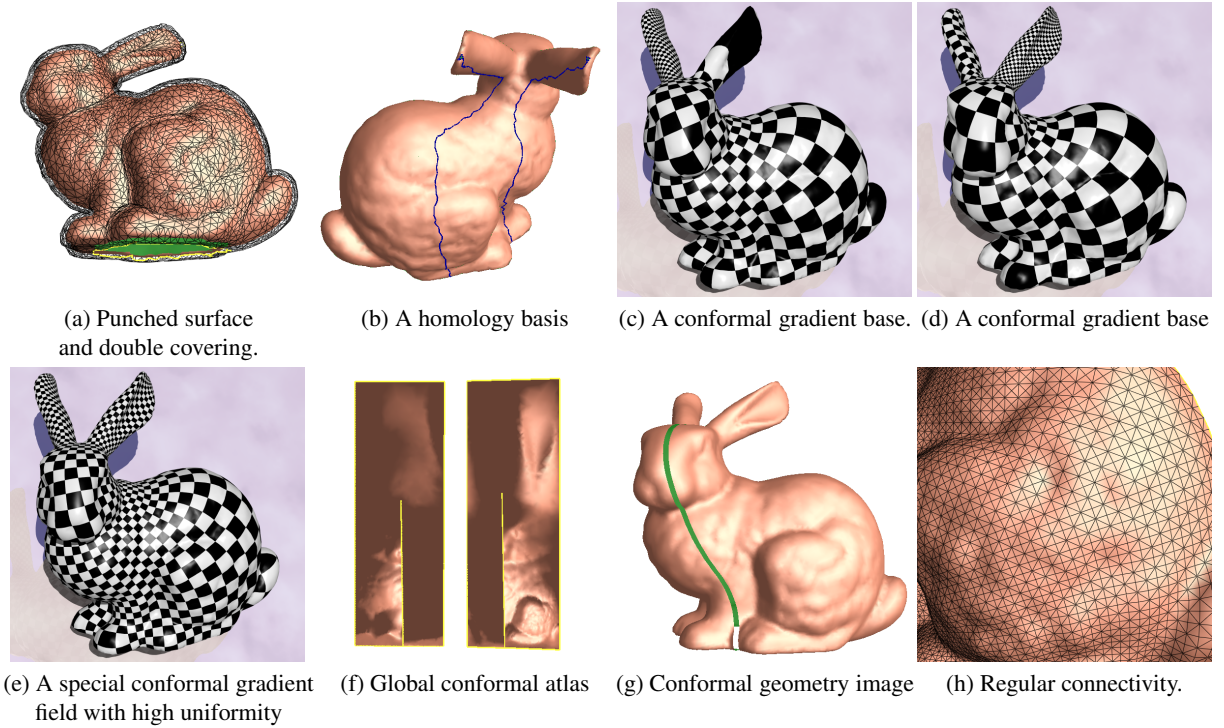 (a) Punched surface
and double covering.
(b) A homology basis
(c) A conformal gradient base.
(d) A conformal gradient base
(e) A special conformal gradient
field with high uniformity
(f) Global conformal atlas
(g) Conformal geometry image
(h) Regular connectivity.